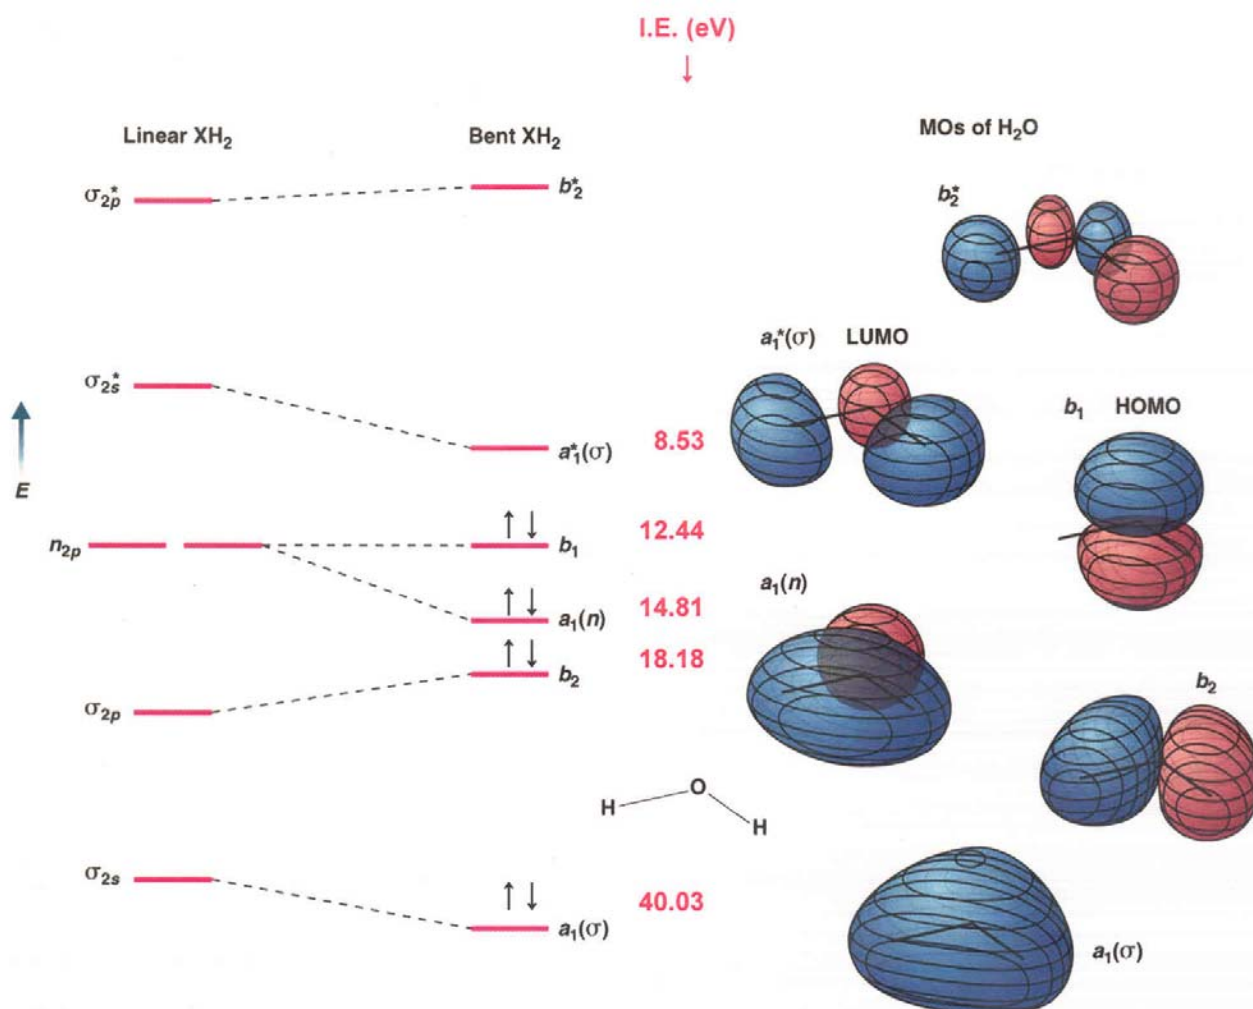 I.E. (eV)
↓
Linear XH₂
Bent XH₂
MOs of H₂O
σ*₂ₚ
b*₂
b*₂
a₁*(σ) LUMO
σ*₂ₛ
b₁ HOMO
a*₁(σ)
8.53
E
n₂ₚ
↑↓
b₁
12.44
a₁(n)
↑↓
a₁(n)
14.81
↑↓
b₂
18.18
b₂
σ₂ₚ
O
H
H
σ₂ₛ
↑↓
a₁(σ)
40.03
a₁(σ)